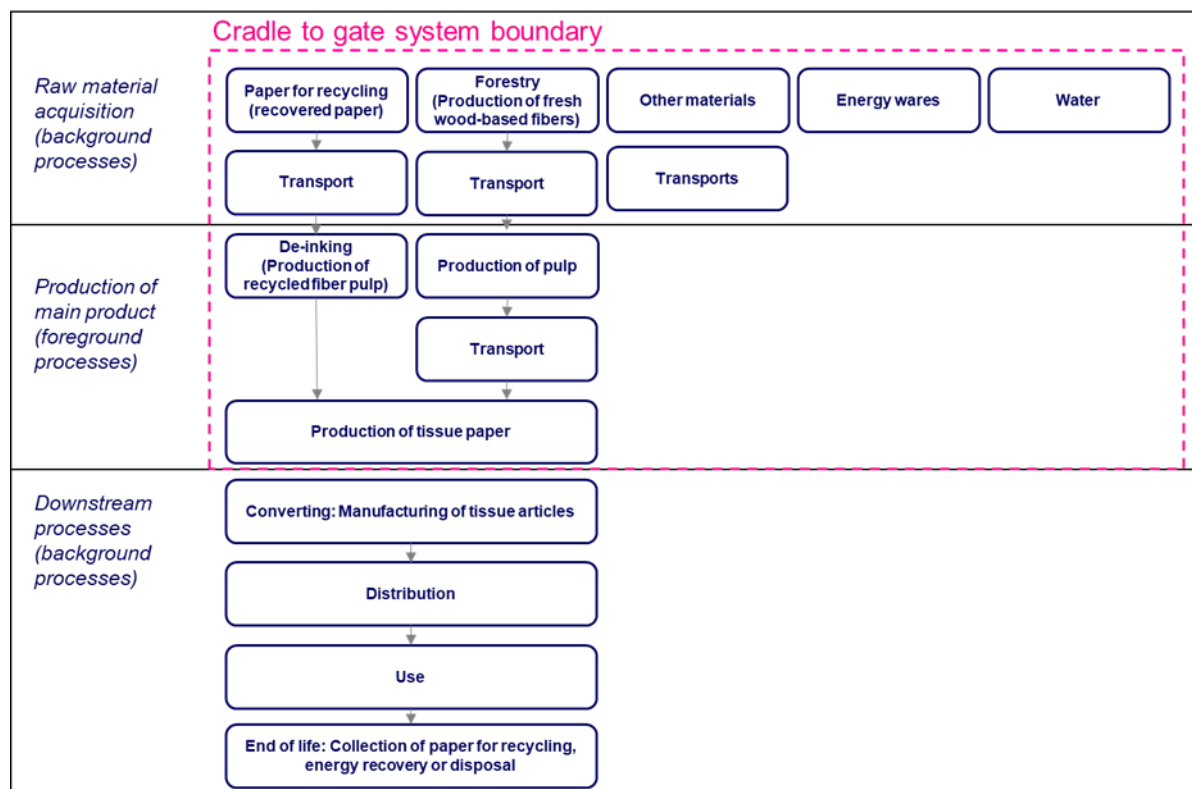 Cradle to gate system boundary
Raw material
acquisition
(background
processes)
Paper for recycling
(recovered paper)
Forestry
(Production of fresh
wood-based fibers)
Other materials
Energy wares
Water
Transport
Transport
Transports
Production of
main product
(foreground
processes)
De-inking
(Production of
recycled fiber pulp)
Production of pulp
Transport
Production of tissue paper
Downstream
processes
(background
processes)
Converting: Manufacturing of tissue articles
Distribution
Use
End of life: Collection of paper for recycling,
energy recovery or disposal